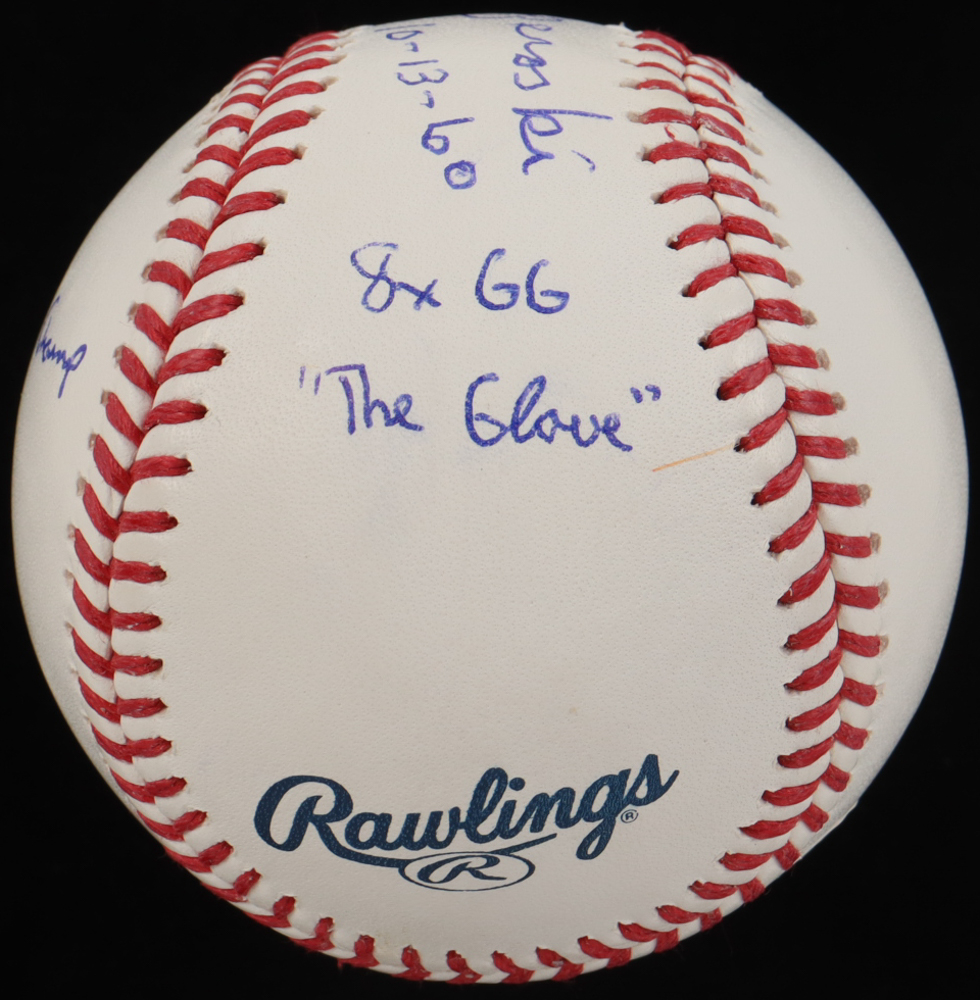 10-13-60
8x GG
"The Glove"
Rawlings®
R